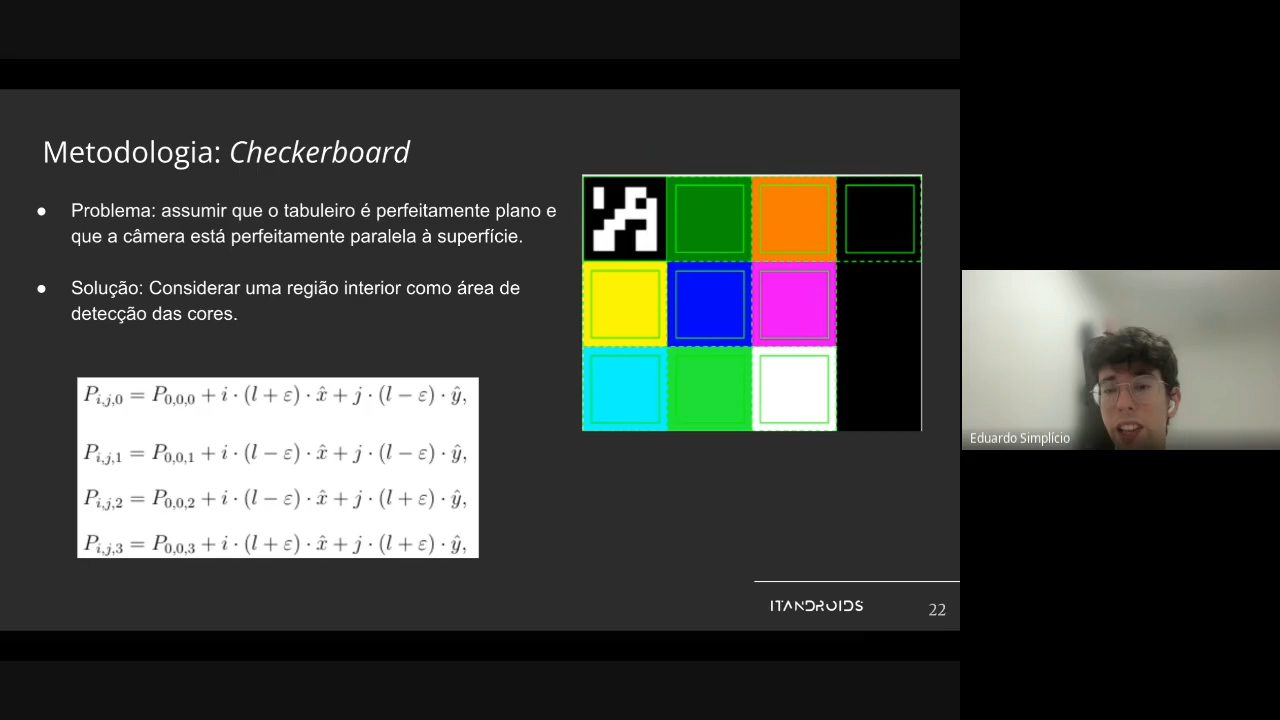 Metodologia: Checkerboard
● Problema: assumir que o tabuleiro é perfeitamente plano e
que a câmera está perfeitamente paralela à superfície.
● Solução: Considerar uma região interior como área de
detecção das cores.
P_{i,j,0} = P_{0,0,0} + i · (l + ε) · x̂ + j · (l − ε) · ŷ,
P_{i,j,1} = P_{0,0,1} + i · (l − ε) · x̂ + j · (l − ε) · ŷ,
P_{i,j,2} = P_{0,0,2} + i · (l − ε) · x̂ + j · (l + ε) · ŷ,
P_{i,j,3} = P_{0,0,3} + i · (l + ε) · x̂ + j · (l + ε) · ŷ,
ITANDROIDS
22
Eduardo Simplício